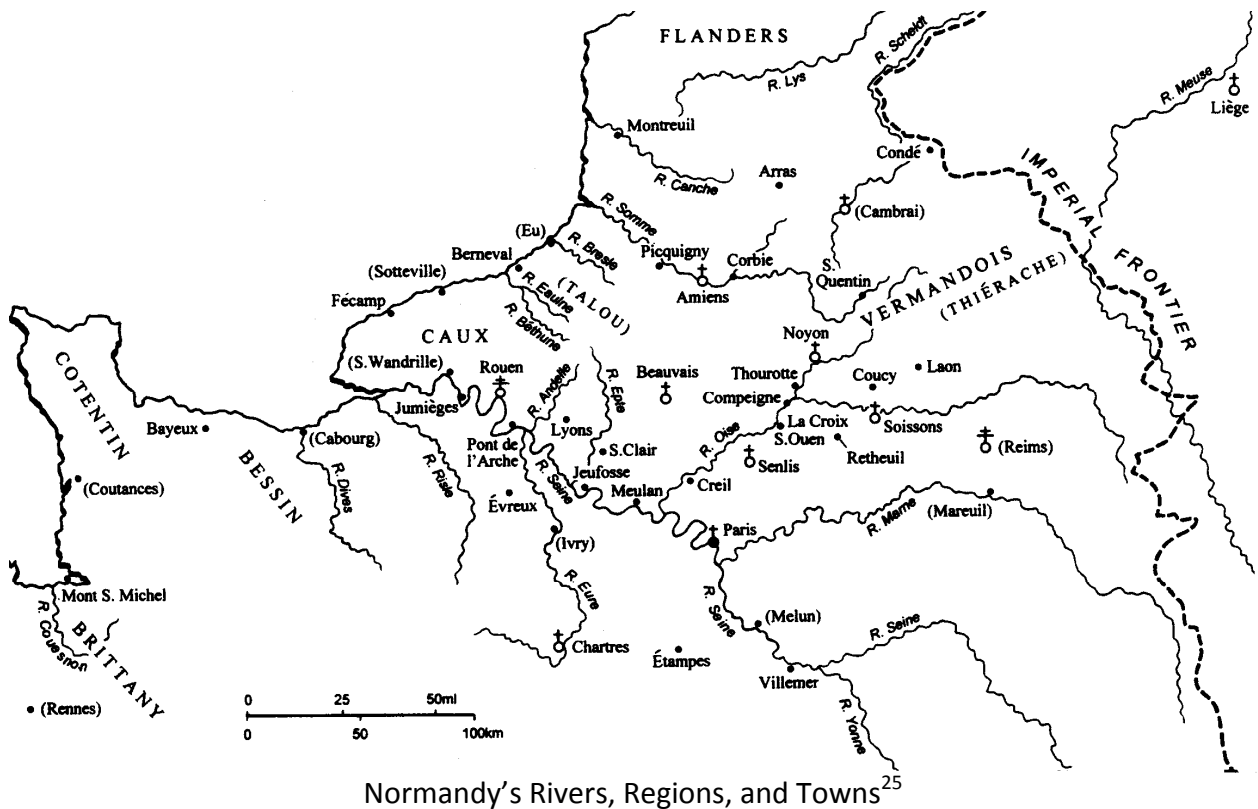 FLANDERS
R. Scheldt
R. Lys
R. Meuse
Liège
Montreuil
Condé
IMPERIAL
FRONTIER
Arras
R. Canche
(Cambrai)
R. Somme
(Eu)
R. Bresle
Picquigny
Corbie
S.
Quentin
Berneval
(Sotteville)
R. Eaulne
(TALOU)
Amiens
VERMANDOIS
(THIÉRACHE)
Fécamp
R. Béthune
CAUX
Noyon
(S. Wandrille)
Rouen
R. Andelle
R. Epte
Beauvais
Thourotte
Coucy
Laon
COTENTIN
Jumièges
Compeigne
Bayeux
(Cabourg)
Lyons
La Croix
S.Ouen
Soissons
Pont de
l'Arche
R. Oise
Retheuil
(Reims)
S.Clair
BESSIN
R. Risle
Jeufosse
Senlis
(Coutances)
R. Dives
R. Seine
Creil
Évreux
Meulan
R. Marne
(Mareuil)
Paris
(Ivry)
Mont S. Michel
R. Eure
R. Seine
R. Couesnon
BRITTANY
(Melun)
R. Seine
Chartres
Étampes
Villemer
R. Yonne
(Rennes)
0 25 50ml
0 50 100km
Normandy's Rivers, Regions, and Towns25